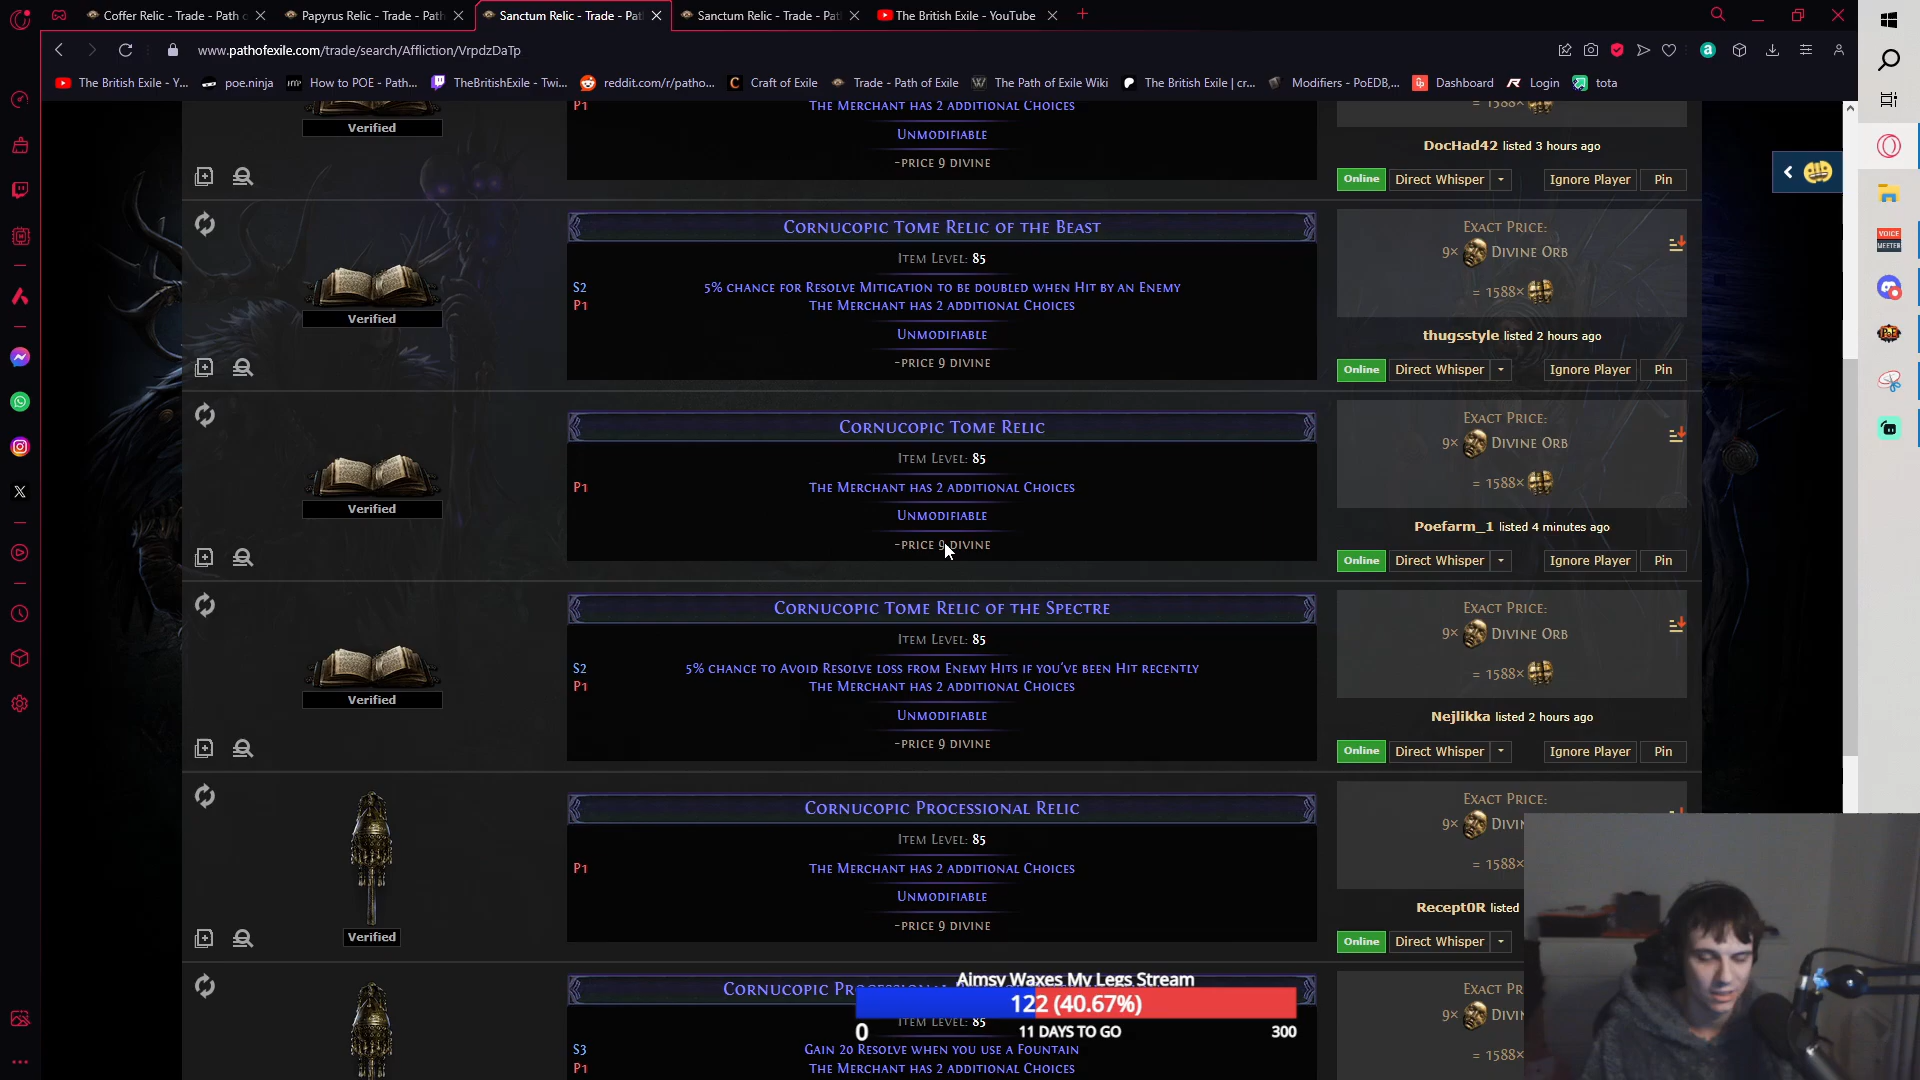 Coffer Relic - Trade - Path o
Papyrus Relic - Trade - Path
Sanctum Relic - Trade - Pat
Sanctum Relic - Trade - Pat
The British Exile - YouTube
www.pathofexile.com/trade/search/Affliction/VrpdzDaTp
The British Exile - Y...
poe.ninja
How to POE - Path...
TheBritishExile - Twi...
reddit.com/r/patho...
Craft of Exile
Trade - Path of Exile
The Path of Exile Wiki
The British Exile | cr...
Modifiers - PoEDB,...
Dashboard
Login
tota
Verified
P1 The Merchant has 2 additional Choices
Unmodifiable
~price 9 divine
= 1588×
DocHad42 listed 3 hours ago
Online Direct Whisper Ignore Player Pin
Cornucopic Tome Relic of the Beast
Item Level: 85
S2 5% chance for Resolve Mitigation to be doubled when Hit by an Enemy
P1 The Merchant has 2 additional Choices
Unmodifiable
~price 9 divine
Verified
Exact Price:
9× Divine Orb
= 1588×
thugsstyle listed 2 hours ago
Online Direct Whisper Ignore Player Pin
Cornucopic Tome Relic
Item Level: 85
P1 The Merchant has 2 additional Choices
Unmodifiable
~price 9 divine
Verified
Exact Price:
9× Divine Orb
= 1588×
Poefarm_1 listed 4 minutes ago
Online Direct Whisper Ignore Player Pin
Cornucopic Tome Relic of the Spectre
Item Level: 85
S2 5% chance to Avoid Resolve loss from Enemy Hits if you've been Hit recently
P1 The Merchant has 2 additional Choices
Unmodifiable
~price 9 divine
Verified
Exact Price:
9× Divine Orb
= 1588×
Nejlikka listed 2 hours ago
Online Direct Whisper Ignore Player Pin
Cornucopic Processional Relic
Item Level: 85
P1 The Merchant has 2 additional Choices
Unmodifiable
~price 9 divine
Verified
Exact Price:
9×
= 1588×
Recept0R listed
Online Direct Whisper
Cornucopic
Item Level: 85
S3 Gain 20 Resolve when you use a Fountain
P1 The Merchant has 2 additional Choices
9×
= 1588×
Aimsy Waxes My Legs Stream
122 (40.67%)
0 11 DAYS TO GO 300
VOICE
MEETER